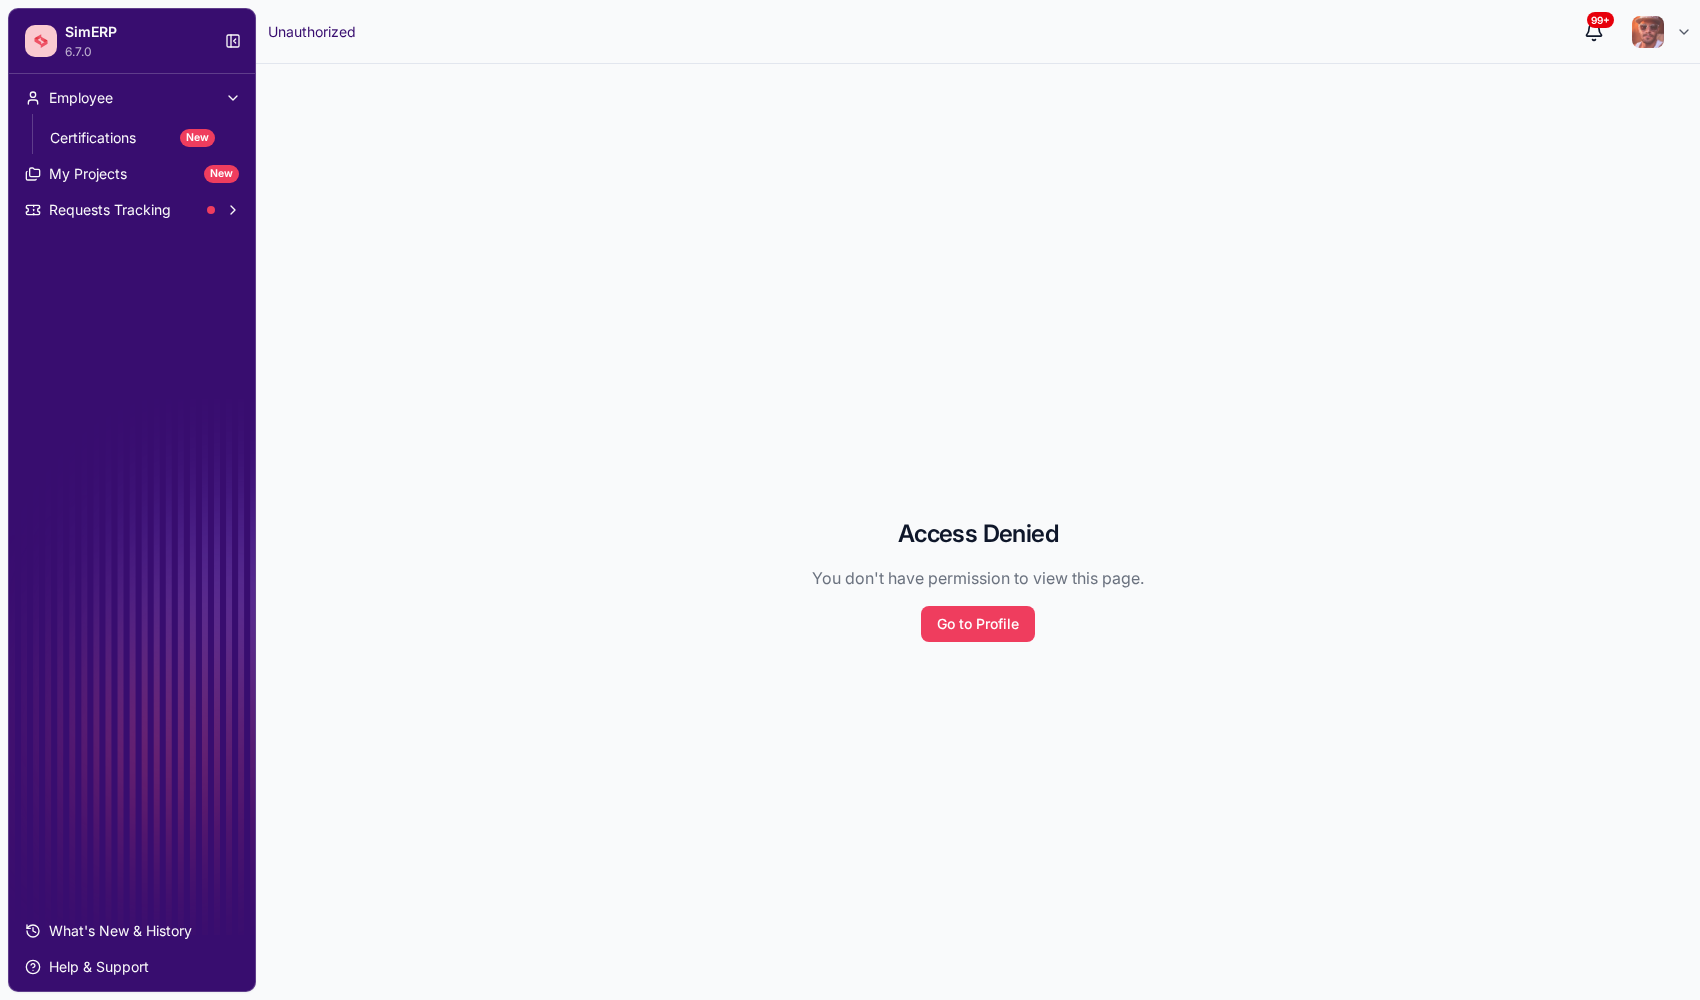 SimERP
6.7.0
Unauthorized
99+
Employee
Certifications New
My Projects New
Requests Tracking
Access Denied
You don't have permission to view this page.
Go to Profile
What's New & History
Help & Support